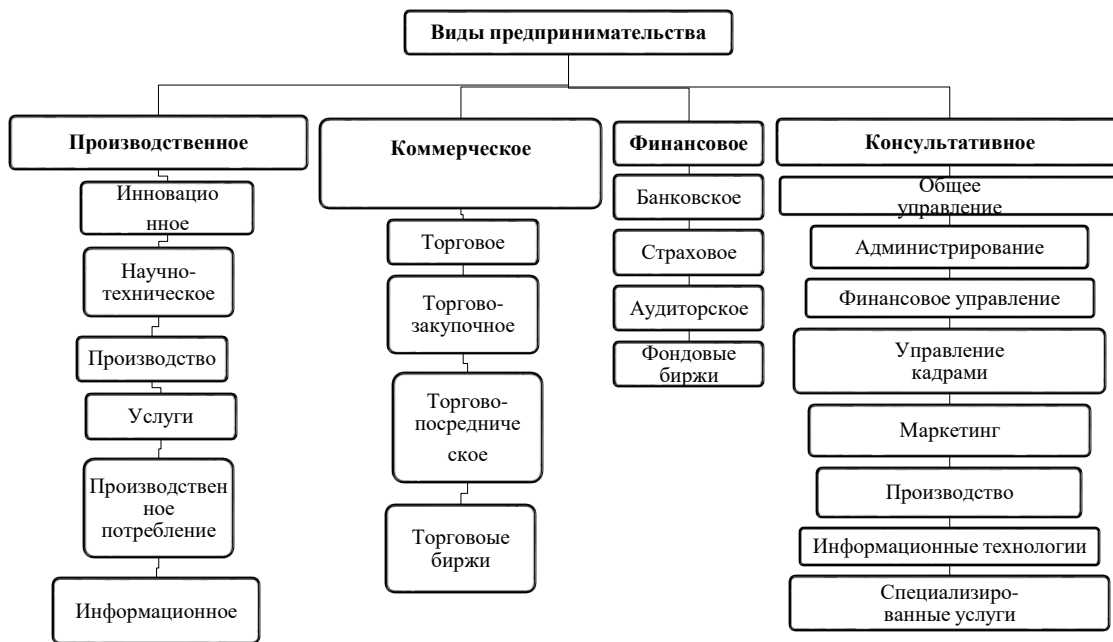 Виды предпринимательства
Производственное
Инновацио
нное
Научно-
техническое
Производство
Услуги
Производствен
ное
потребление
Информационное
Коммерческое
Торговое
Торгово-
закупочное
Торгово-
посредниче
ское
Торговоые
биржи
Финансовое
Банковское
Страховое
Аудиторское
Фондовые
биржи
Консультативное
Общее
управление
Администрирование
Финансовое управление
Управление
кадрами
Маркетинг
Производство
Информационные технологии
Специализиро-
ванные услуги